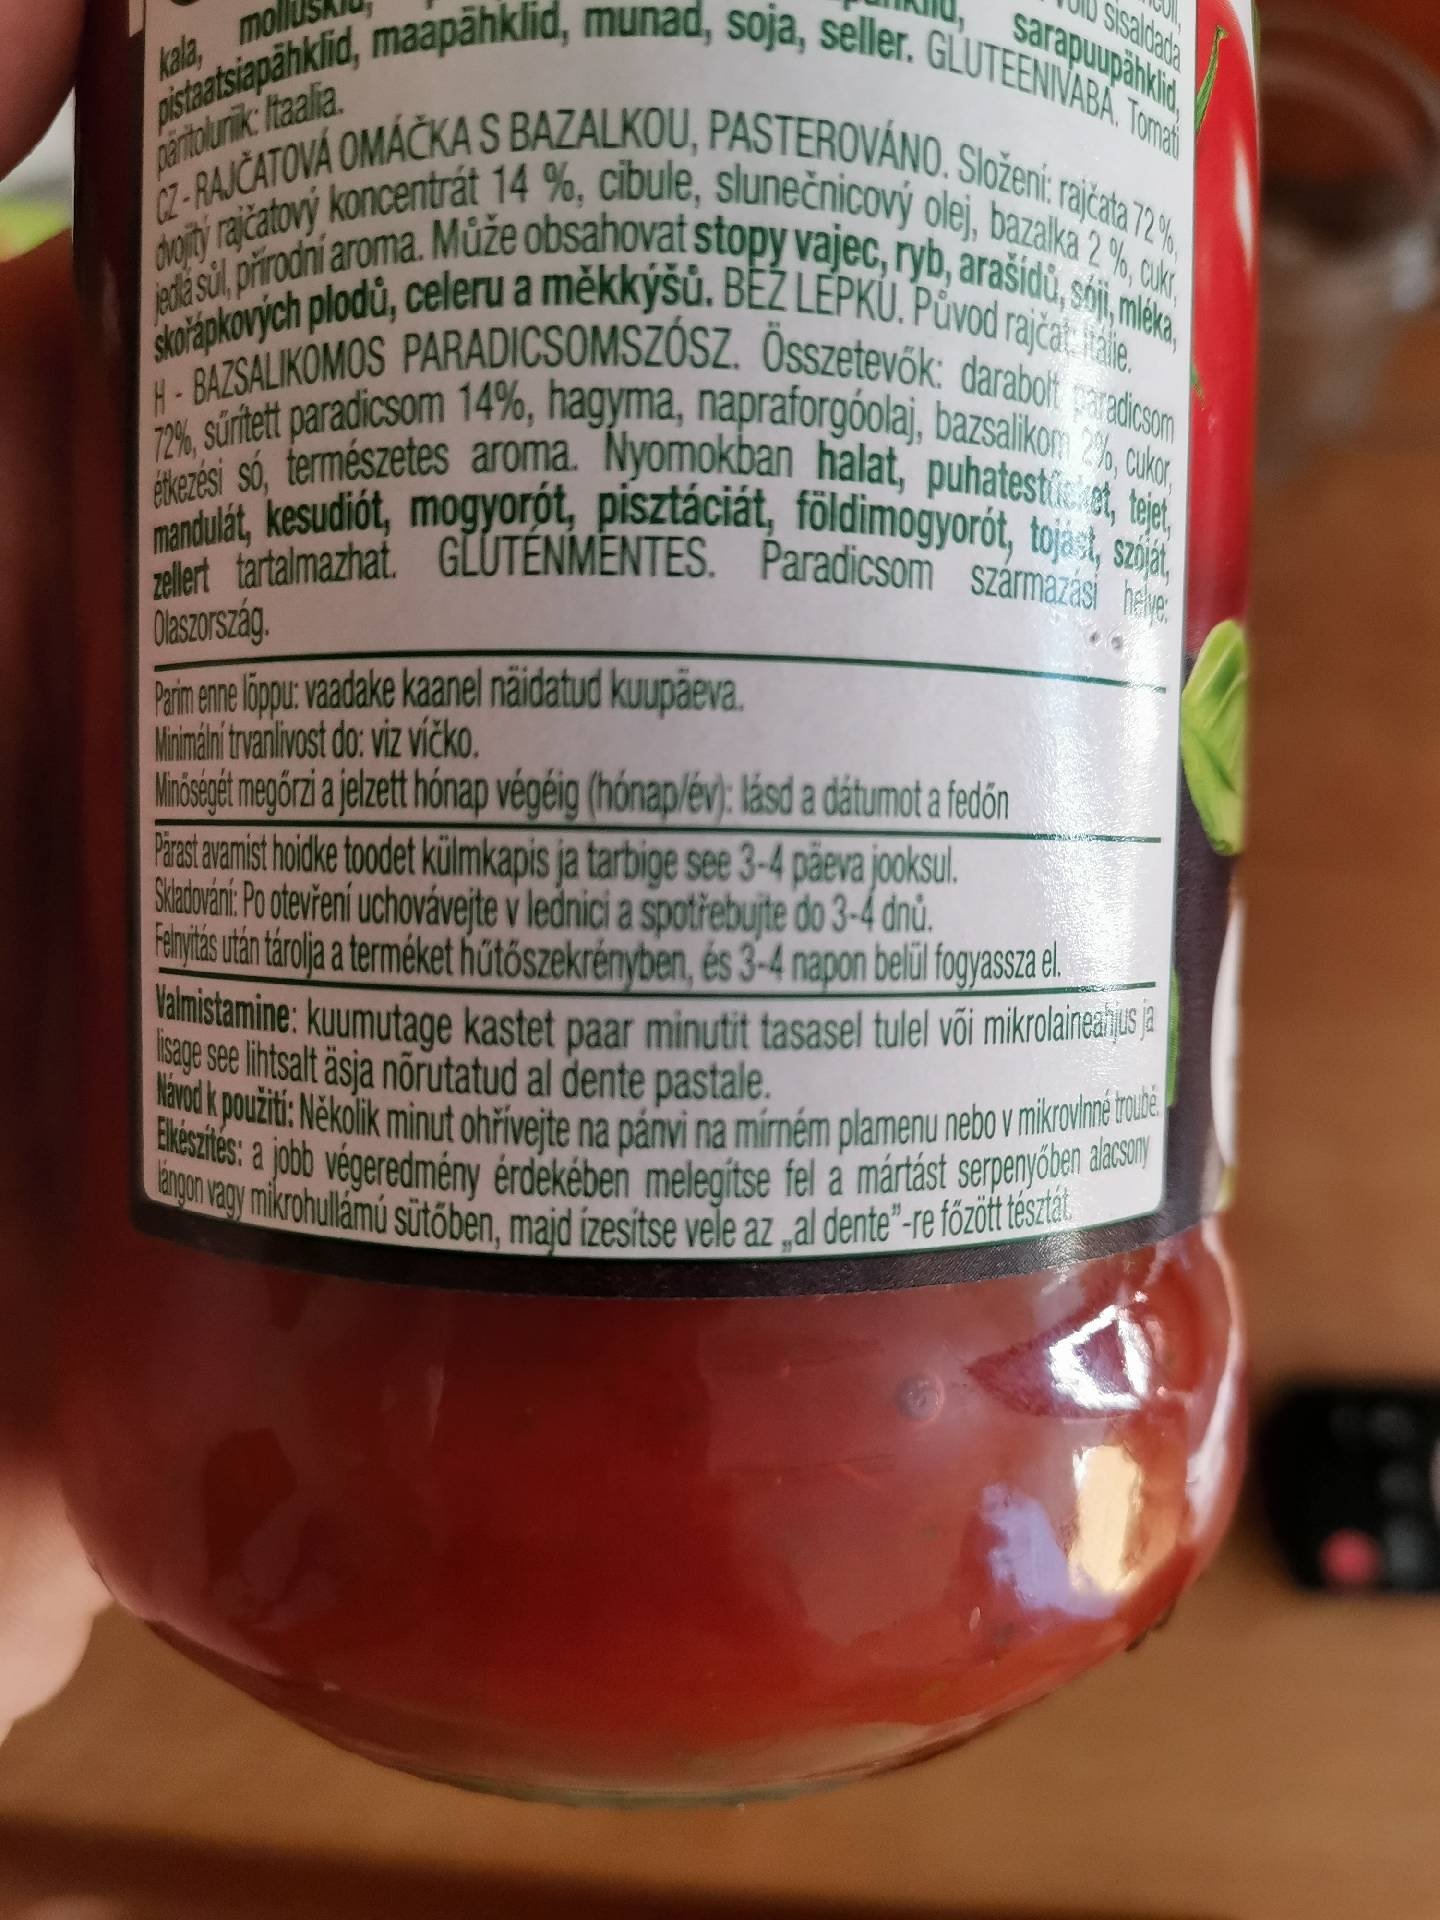 sisaldada
kala, sarapuupähklid,
pistaatsiapähklid, maapähklid, munad, soja, seller. GLUTEENIVABA. Tomati
päritoluriik: Itaalia.
CZ - RAJČATOVÁ OMÁČKA S BAZALKOU, PASTEROVÁNO. Složení: rajčata 72 %,
dvojitý rajčatový koncentrát 14 %, cibule, slunečnicový olej, bazalka 2 %, cukr,
jedlá sůl, přírodní aroma. Může obsahovat stopy vajec, ryb, arašídů, sóji, mléka,
skořápkových plodů, celeru a měkkýšů. BEZ LEPKU. Původ rajčat: Itálie.
H - BAZSALIKOMOS PARADICSOMSZÓSZ. Összetevők: darabolt paradicsom
72%, sűrített paradicsom 14%, hagyma, napraforgóolaj, bazsalikom 2%, cukor,
étkezési só, természetes aroma. Nyomokban halat, puhatestűeket, tejet,
mandulát, kesudiót, mogyorót, pisztáciát, földimogyorót, tojást, szóját,
zellert tartalmazhat. GLUTÉNMENTES. Paradicsom származási helye:
Olaszország.
Parim enne lõppu: vaadake kaanel näidatud kuupäeva.
Minimální trvanlivost do: viz víčko.
Minőségét megőrzi a jelzett hónap végéig (hónap/év): lásd a dátumot a fedőn
Pärast avamist hoidke toodet külmkapis ja tarbige see 3-4 päeva jooksul.
Skladování: Po otevření uchovávejte v lednici a spotřebujte do 3-4 dnů.
Felnyitás után tárolja a terméket hűtőszekrényben, és 3-4 napon belül fogyassza el.
Valmistamine: kuumutage kastet paar minutit tasasel tulel või mikrolaineahjus ja
lisage see lihtsalt äsja nõrutatud al dente pastale.
Návod k použití: Několik minut ohřívejte na pánvi na mírném plamenu nebo v mikrovlnné troubě.
Elkészítés: a jobb végeredmény érdekében melegítse fel a mártást serpenyőben alacsony
lángon vagy mikrohullámú sütőben, majd ízesítse vele az „al dente”-re főzött tésztát.